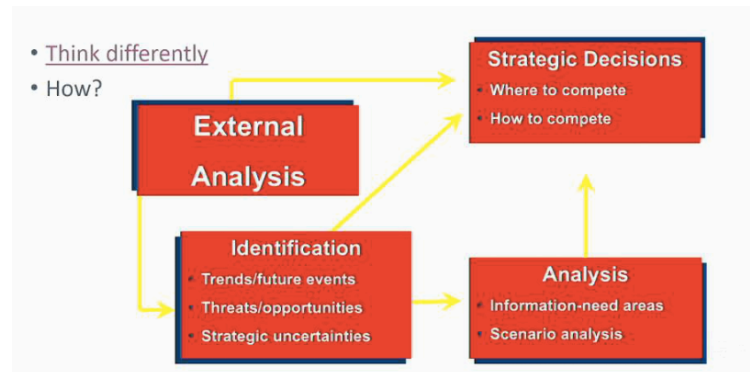 • Think differently
• How?
External
Analysis
Strategic Decisions
• Where to compete
• How to compete
Identification
• Trends/future events
• Threats/opportunities
• Strategic uncertainties
Analysis
• Information-need areas
• Scenario analysis